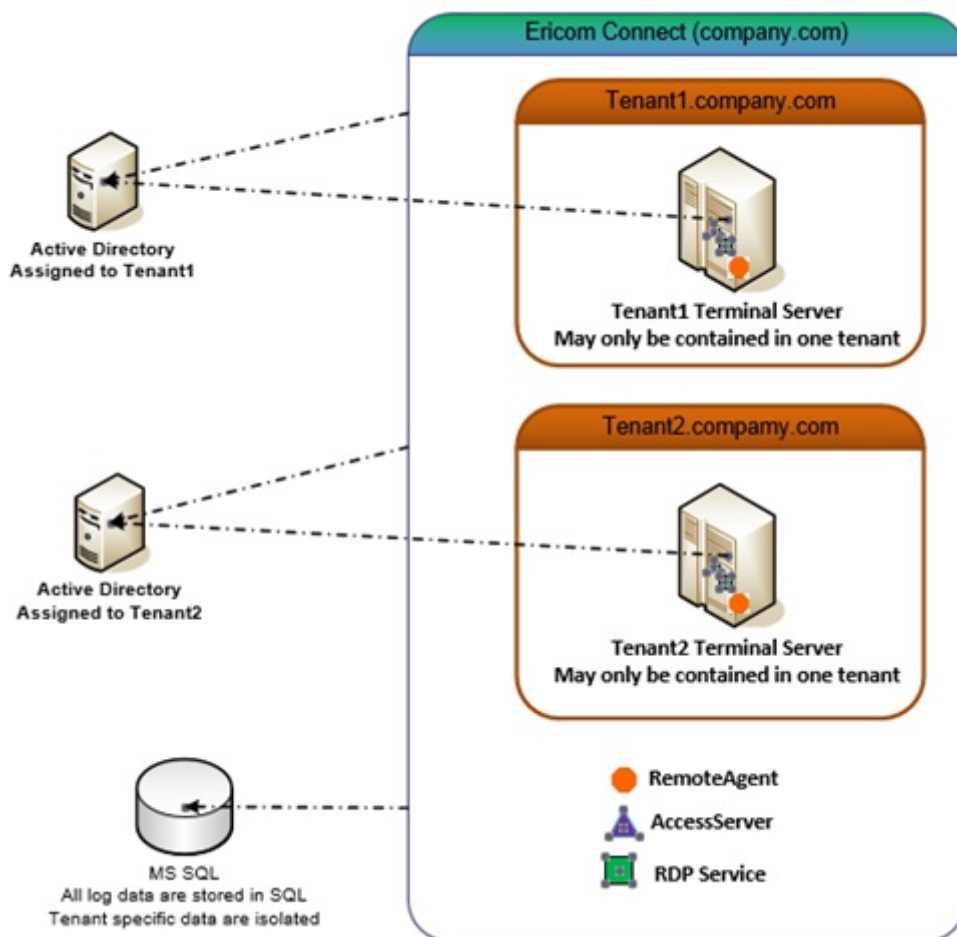 Ericom Connect (company.com)
Tenant1.company.com
Active Directory
Assigned to Tenant1
Tenant1 Terminal Server
May only be contained in one tenant
Tenant2.compamy.com
Active Directory
Assigned to Tenant2
Tenant2 Terminal Server
May only be contained in one tenant
MS SQL
All log data are stored in SQL
Tenant specific data are isolated
RemoteAgent
AccessServer
RDP Service